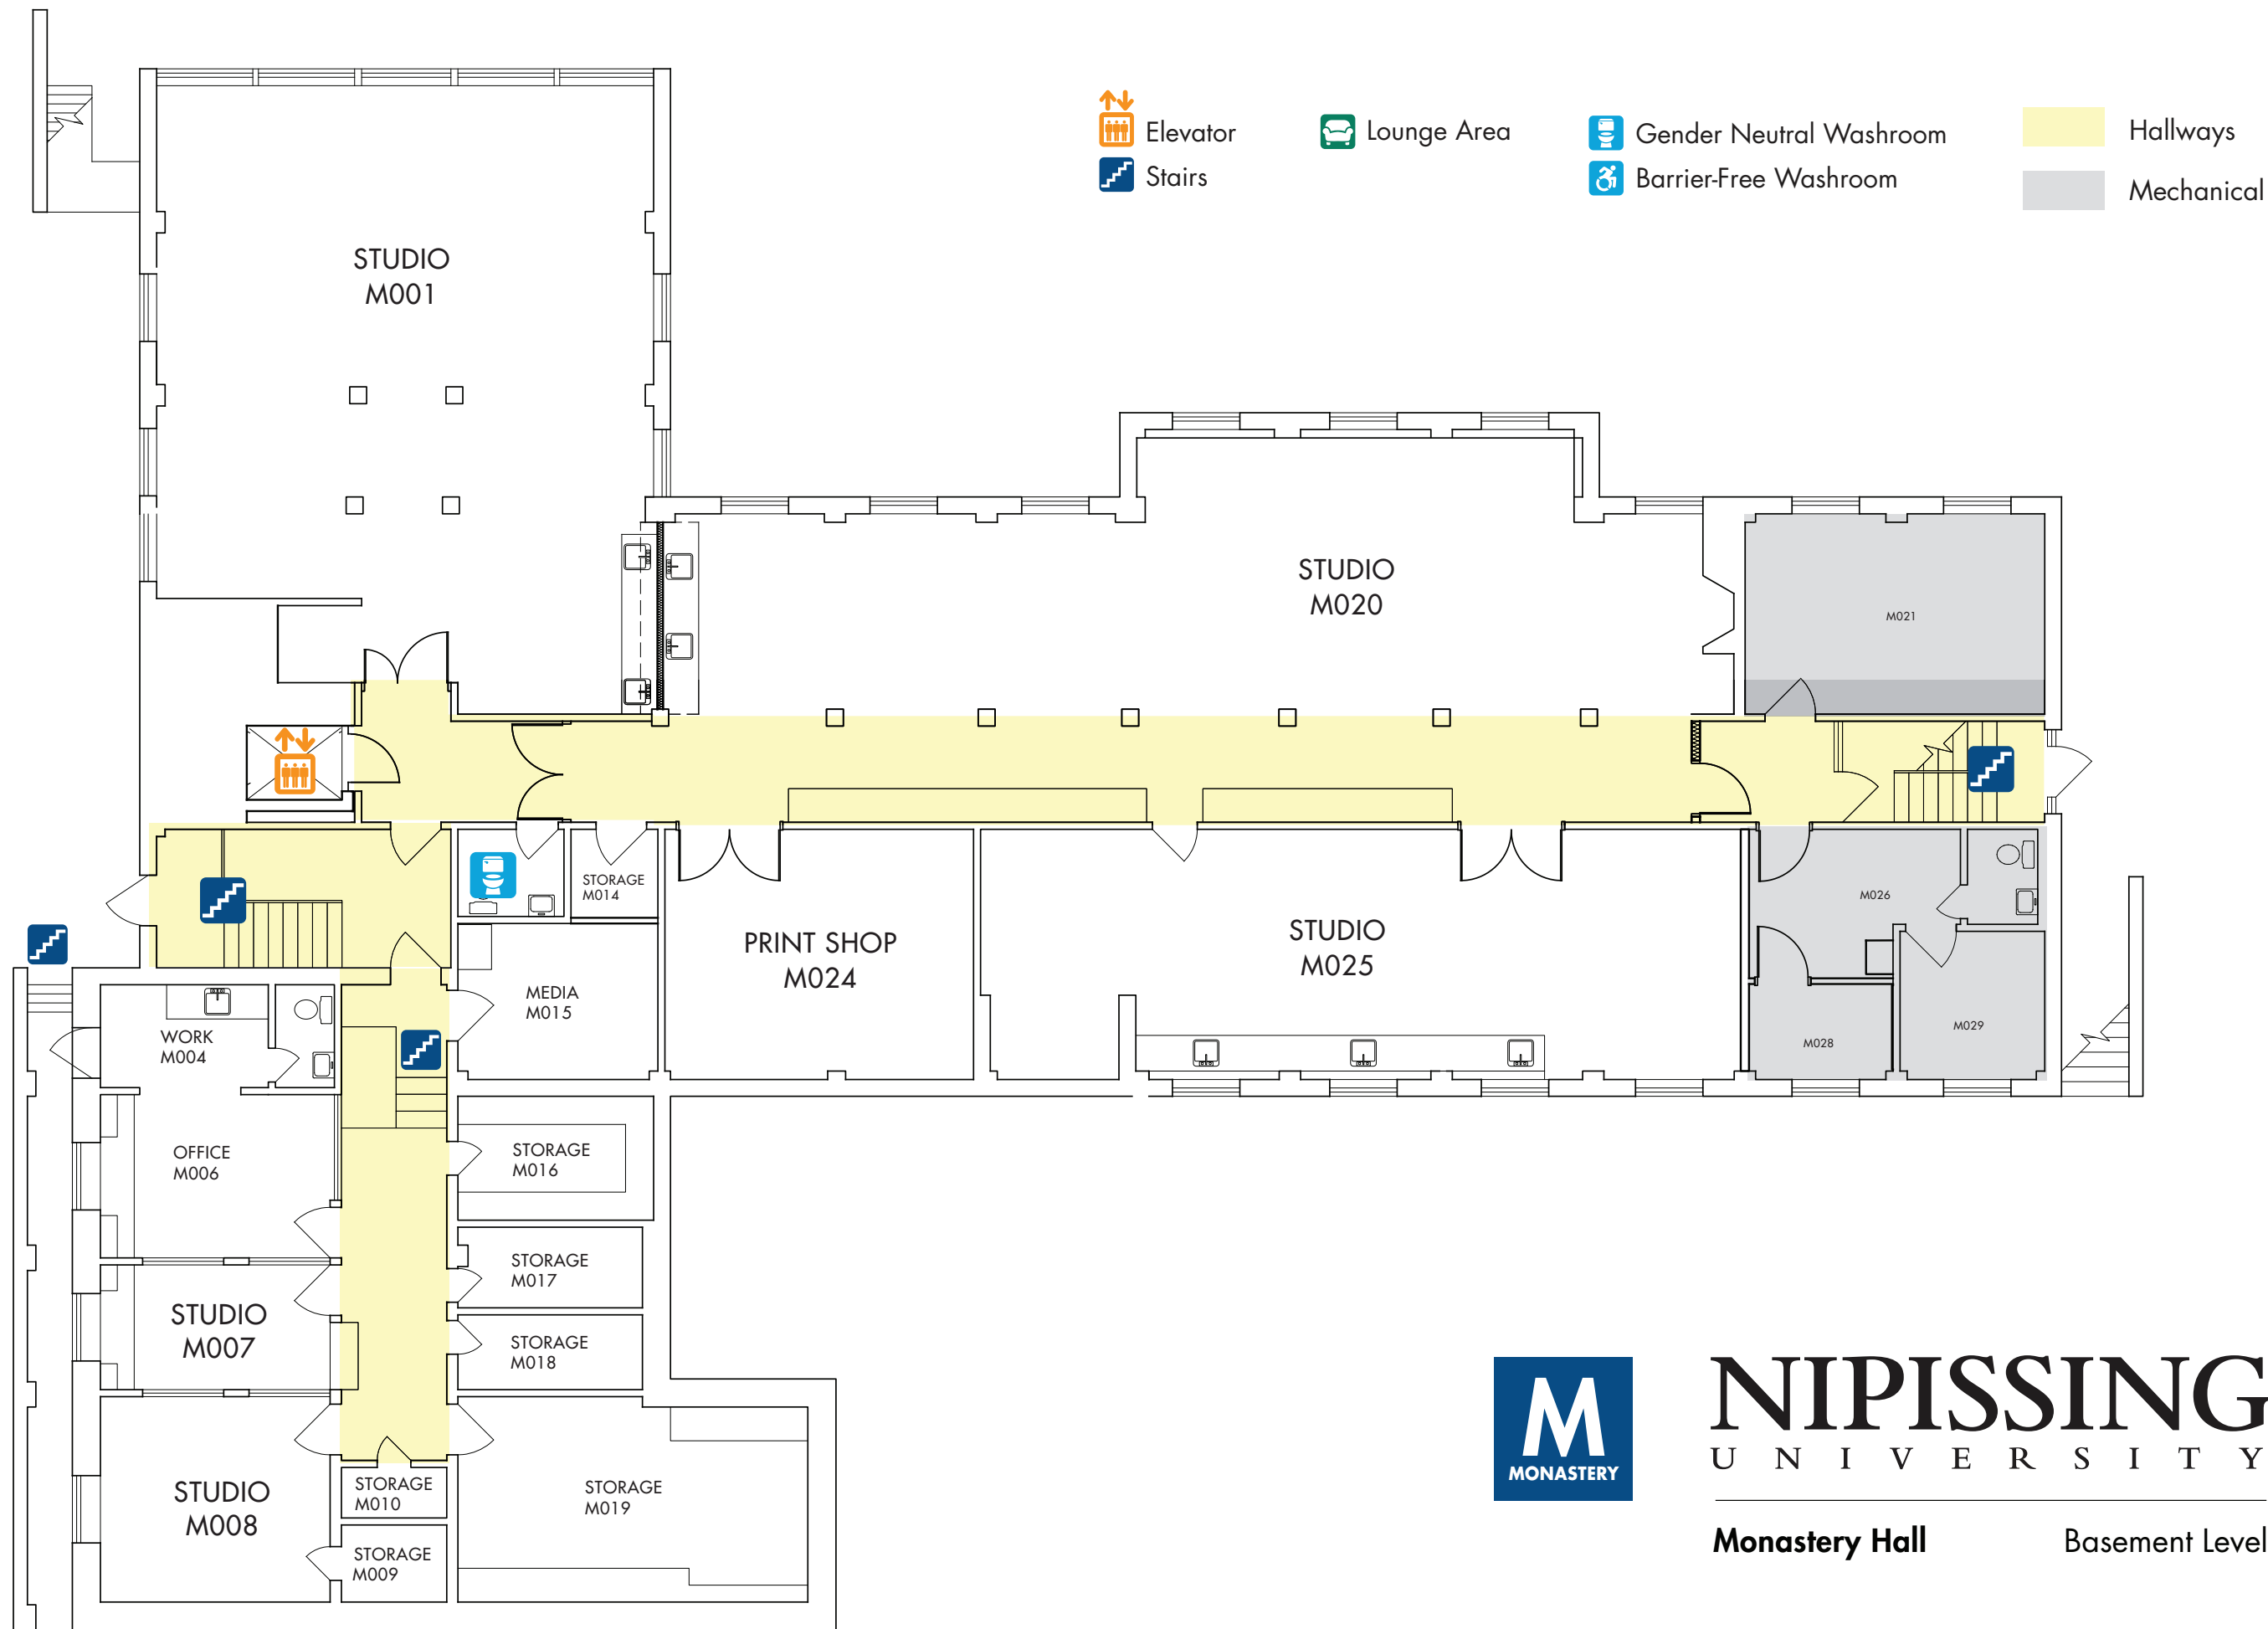 Elevator
Stairs
Lounge Area
Gender Neutral Washroom
Barrier-Free Washroom
Hallways
Mechanical
STUDIO
M001
STUDIO
M020
M021
STORAGE
M014
PRINT SHOP
M024
STUDIO
M025
M026
M028
M029
MEDIA
M015
WORK
M004
OFFICE
M006
STORAGE
M016
STORAGE
M017
STUDIO
M007
STORAGE
M018
STUDIO
M008
STORAGE
M010
STORAGE
M009
STORAGE
M019
M
MONASTERY
NIPISSING
UNIVERSITY
Monastery Hall
Basement Level